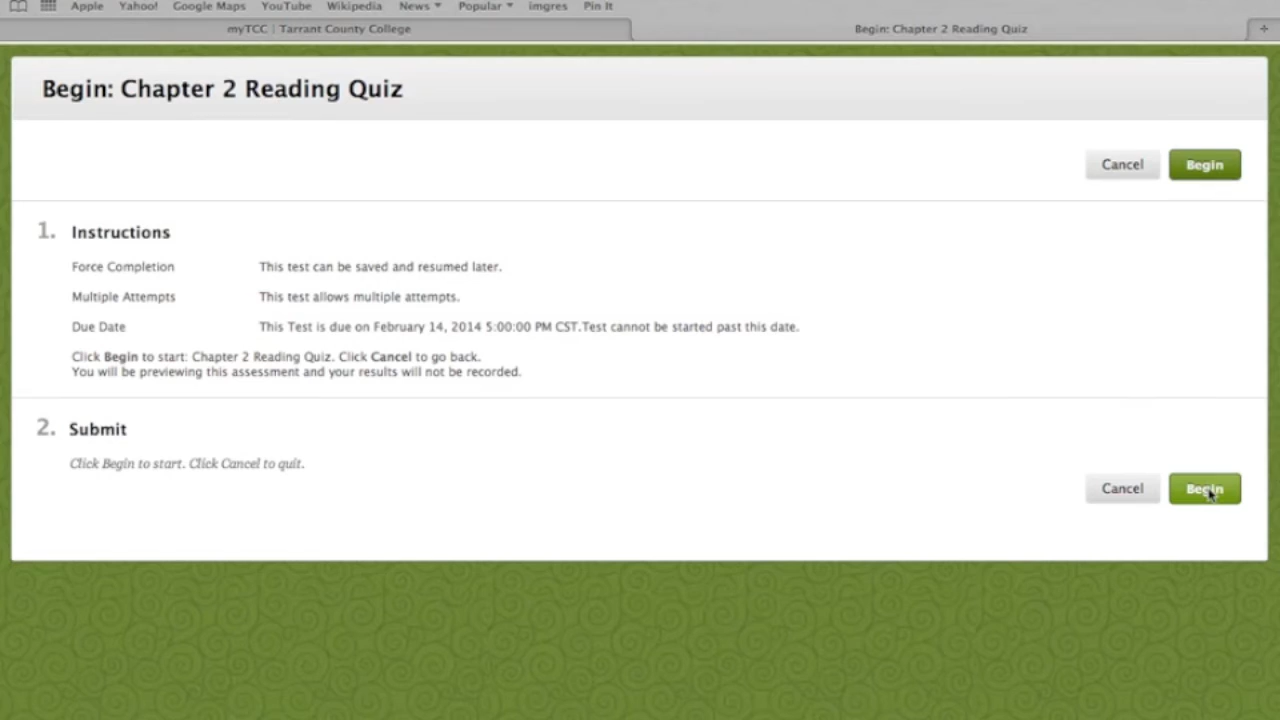 Apple Yahoo! Google Maps YouTube Wikipedia News Popular imgres Pin It
myTCC | Tarrant County College Begin: Chapter 2 Reading Quiz +
Begin: Chapter 2 Reading Quiz
Cancel Begin
1. Instructions
Force Completion This test can be saved and resumed later.
Multiple Attempts This test allows multiple attempts.
Due Date This Test is due on February 14, 2014 5:00:00 PM CST.Test cannot be started past this date.
Click Begin to start: Chapter 2 Reading Quiz. Click Cancel to go back.
You will be previewing this assessment and your results will not be recorded.
2. Submit
Click Begin to start. Click Cancel to quit.
Cancel Begin